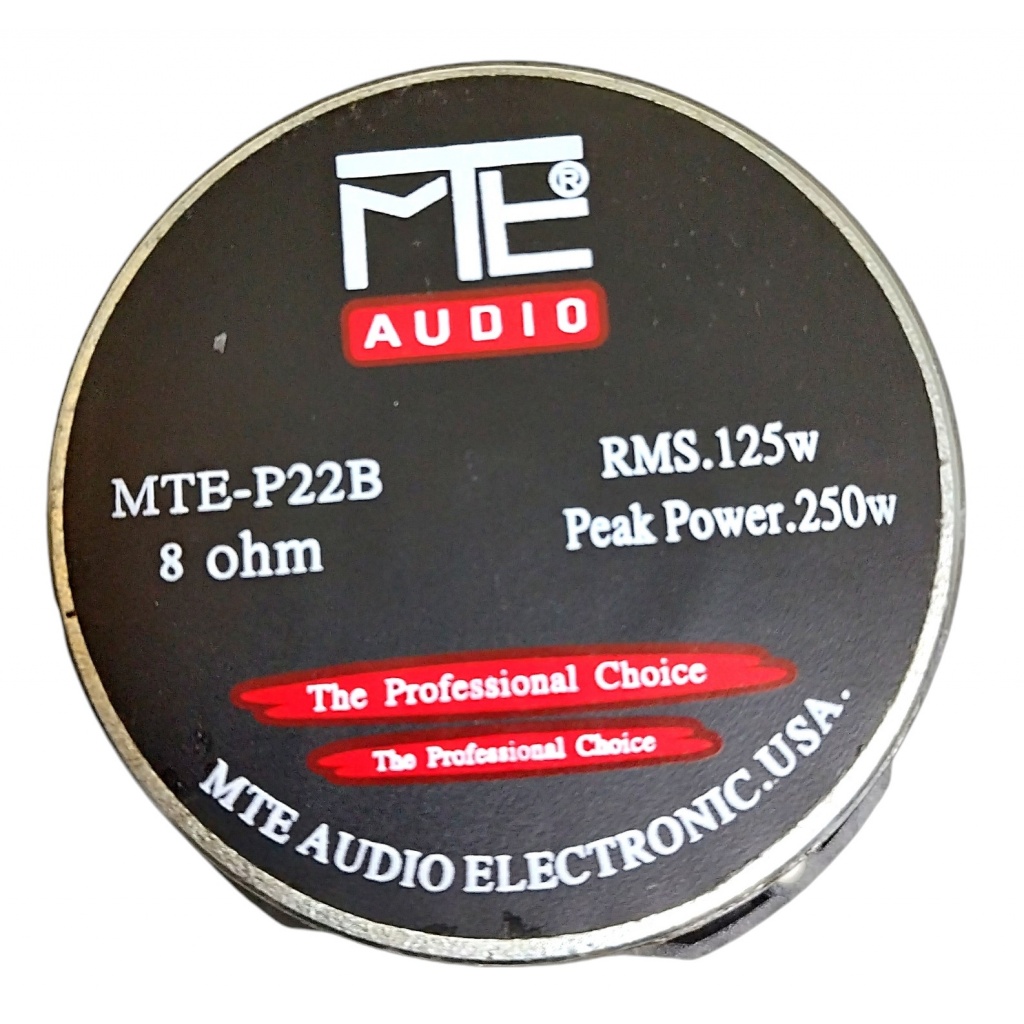 MTE®
AUDIO
MTE-P22B
8 ohm
RMS.125w
Peak Power.250w
The Professional Choice
The Professional Choice
MTE AUDIO ELECTRONIC.USA.